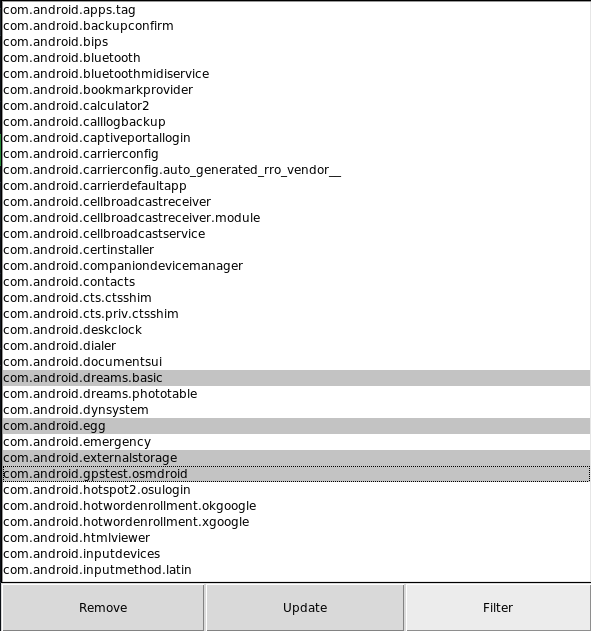 com.android.apps.tag
com.android.backupconfirm
com.android.bips
com.android.bluetooth
com.android.bluetoothmidiservice
com.android.bookmarkprovider
com.android.calculator2
com.android.calllogbackup
com.android.captiveportallogin
com.android.carrierconfig
com.android.carrierconfig.auto_generated_rro_vendor__
com.android.carrierdefaultapp
com.android.cellbroadcastreceiver
com.android.cellbroadcastreceiver.module
com.android.cellbroadcastservice
com.android.certinstaller
com.android.companiondevicemanager
com.android.contacts
com.android.cts.ctsshim
com.android.cts.priv.ctsshim
com.android.deskclock
com.android.dialer
com.android.documentsui
com.android.dreams.basic
com.android.dreams.phototable
com.android.dynsystem
com.android.egg
com.android.emergency
com.android.externalstorage
com.android.gpstest.osmdroid
com.android.hotspot2.osulogin
com.android.hotwordenrollment.okgoogle
com.android.hotwordenrollment.xgoogle
com.android.htmlviewer
com.android.inputdevices
com.android.inputmethod.latin
Remove Update Filter